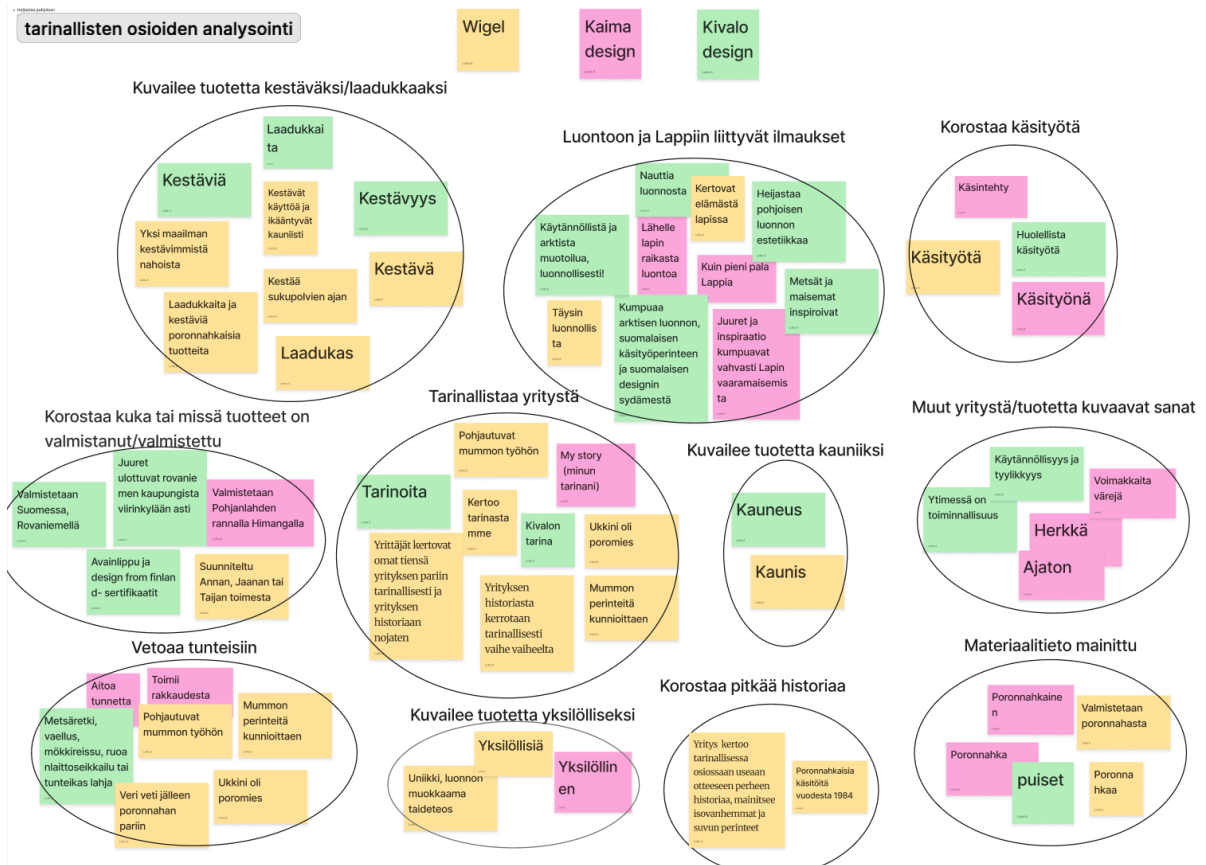 tarinallisten osioiden analysointi
Wigel
Kaima
design
Kivalo
design
Kuvailee tuotetta kestäväksi/laadukkaaksi
Laadukkai
ta
Kestäviä
Kestävät
käyttöä ja
ikääntyvät
kauniisti
Kestävyys
Yksi maailman
kestävimmistä
nahoista
Kestää
sukupolvien ajan
Kestävä
Laadukkaita ja
kestäviä
poronnahkaisia
tuotteita
Laadukas
Luontoon ja Lappiin liittyvät ilmaukset
Nauttia
luonnosta
Kertovat
elämästä
lapissa
Heijastaa
pohjoisen
luonnon
estetiikkaa
Käytännöllistä ja
arktista
muotoilua,
luonnollisesti!
Lähelle
lapin
raikasta
luontoa
Kuin pieni pala
Lappia
Metsät ja
maisemat
inspiroivat
Täysin
luonnollis
ta
Kumpuaa
arktisen luonnon,
suomalaisen
käsityöperinteen
ja suomalaisen
designin
sydämestä
Juuret ja
inspiraatio
kumpuavat
vahvasti Lapin
vaaramaisemis
ta
Korostaa käsityötä
Käsintehty
Huolellista
käsityötä
Käsityötä
Käsityönä
Korostaa kuka tai missä tuotteet on
valmistanut/valmistettu
Juuret
ulottuvat rovanie
men kaupungista
viirinkylään asti
Valmistetaan
Suomessa,
Rovaniemellä
Valmistetaan
Pohjanlahden
rannalla Himangalla
Avainlippu ja
design from finlan
d- sertifikaatit
Suunniteltu
Annan, Jaanan tai
Taijan toimesta
Tarinallistaa yritystä
Pohjautuvat
mummon työhön
My story
(minun
tarinani)
Tarinoita
Kertoo
tarinasta
mme
Kivalon
tarina
Ukkini oli
poromies
Yrittäjät kertovat
omat tiensä
yrityksen pariin
tarinallisesti ja
yrityksen
historiaan
nojaten
Yrityksen
historiasta
kerrotaan
tarinallisesti
vaihe vaiheelta
Mummon
perinteitä
kunnioittaen
Kuvailee tuotetta kauniiksi
Kauneus
Kaunis
Muut yritystä/tuotetta kuvaavat sanat
Käytännöllisyys ja
tyylikkyys
Voimakkaita
värejä
Ytimessä on
toiminnallisuus
Herkkä
Ajaton
Vetoaa tunteisiin
Aitoa
tunnetta
Toimii
rakkaudesta
Metsäretki,
vaellus,
mökkireissu, ruoa
nlaittoseikkailu tai
tunteikas lahja
Pohjautuvat
mummon työhön
Mummon
perinteitä
kunnioittaen
Veri veti jälleen
poronnahan
pariin
Ukkini oli
poromies
Kuvailee tuotetta yksilölliseksi
Yksilöllisiä
Uniikki, luonnon
muokkaama
taideteos
Yksilöllin
en
Korostaa pitkää historiaa
Yritys kertoo
tarinallisessa
osiossaan useaan
otteeseen perheen
historiaa, mainitsee
isovanhemmat ja
suvun perinteet
Poronnahkaisia
käsitöitä
vuodesta 1984
Materiaalitieto mainittu
Poronnahkaine
n
Valmistetaan
poronnahasta
Poronnahka
puiset
Poronna
hkaa